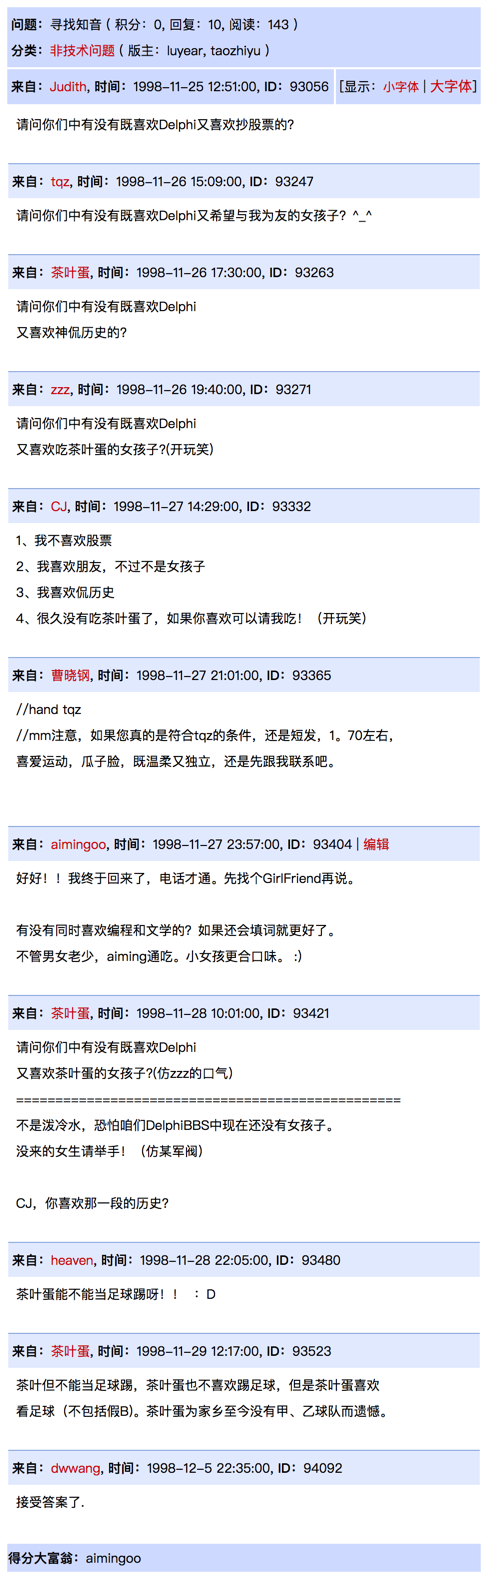 问题：寻找知音 ( 积分：0, 回复：10, 阅读：143 )
分类：非技术问题 ( 版主：luyear, taozhiyu )
来自：Judith, 时间：1998-11-25 12:51:00, ID：93056 [显示：小字体 | 大字体]
请问你们中有没有既喜欢Delphi又喜欢抄股票的?
来自：tqz, 时间：1998-11-26 15:09:00, ID：93247
请问你们中有没有既喜欢Delphi又希望与我为友的女孩子？^_^
来自：茶叶蛋, 时间：1998-11-26 17:30:00, ID：93263
请问你们中有没有既喜欢Delphi
又喜欢神侃历史的?
来自：zzz, 时间：1998-11-26 19:40:00, ID：93271
请问你们中有没有既喜欢Delphi
又喜欢吃茶叶蛋的女孩子?(开玩笑)
来自：CJ, 时间：1998-11-27 14:29:00, ID：93332
1、我不喜欢股票
2、我喜欢朋友，不过不是女孩子
3、我喜欢侃历史
4、很久没有吃茶叶蛋了，如果你喜欢可以请我吃！（开玩笑）
来自：曹晓钢, 时间：1998-11-27 21:01:00, ID：93365
//hand tqz
//mm注意，如果您真的是符合tqz的条件，还是短发，1。70左右，
喜爱运动，瓜子脸，既温柔又独立，还是先跟我联系吧。
来自：aimingoo, 时间：1998-11-27 23:57:00, ID：93404 | 编辑
好好！！我终于回来了，电话才通。先找个GirlFriend再说。
有没有同时喜欢编程和文学的？如果还会填词就更好了。
不管男女老少，aiming通吃。小女孩更合口味。 :)
来自：茶叶蛋, 时间：1998-11-28 10:01:00, ID：93421
请问你们中有没有既喜欢Delphi
又喜欢茶叶蛋的女孩子?(仿zzz的口气)
=================================================
不是泼冷水，恐怕咱们DelphiBBS中现在还没有女孩子。
没来的女生请举手！（仿某军阀）
CJ，你喜欢那一段的历史?
来自：heaven, 时间：1998-11-28 22:05:00, ID：93480
茶叶蛋能不能当足球踢呀！！ ：D
来自：茶叶蛋, 时间：1998-11-29 12:17:00, ID：93523
茶叶但不能当足球踢，茶叶蛋也不喜欢踢足球，但是茶叶蛋喜欢
看足球（不包括假B)。茶叶蛋为家乡至今没有甲、乙球队而遗憾。
来自：dwwang, 时间：1998-12-5 22:35:00, ID：94092
接受答案了.
得分大富翁：aimingoo